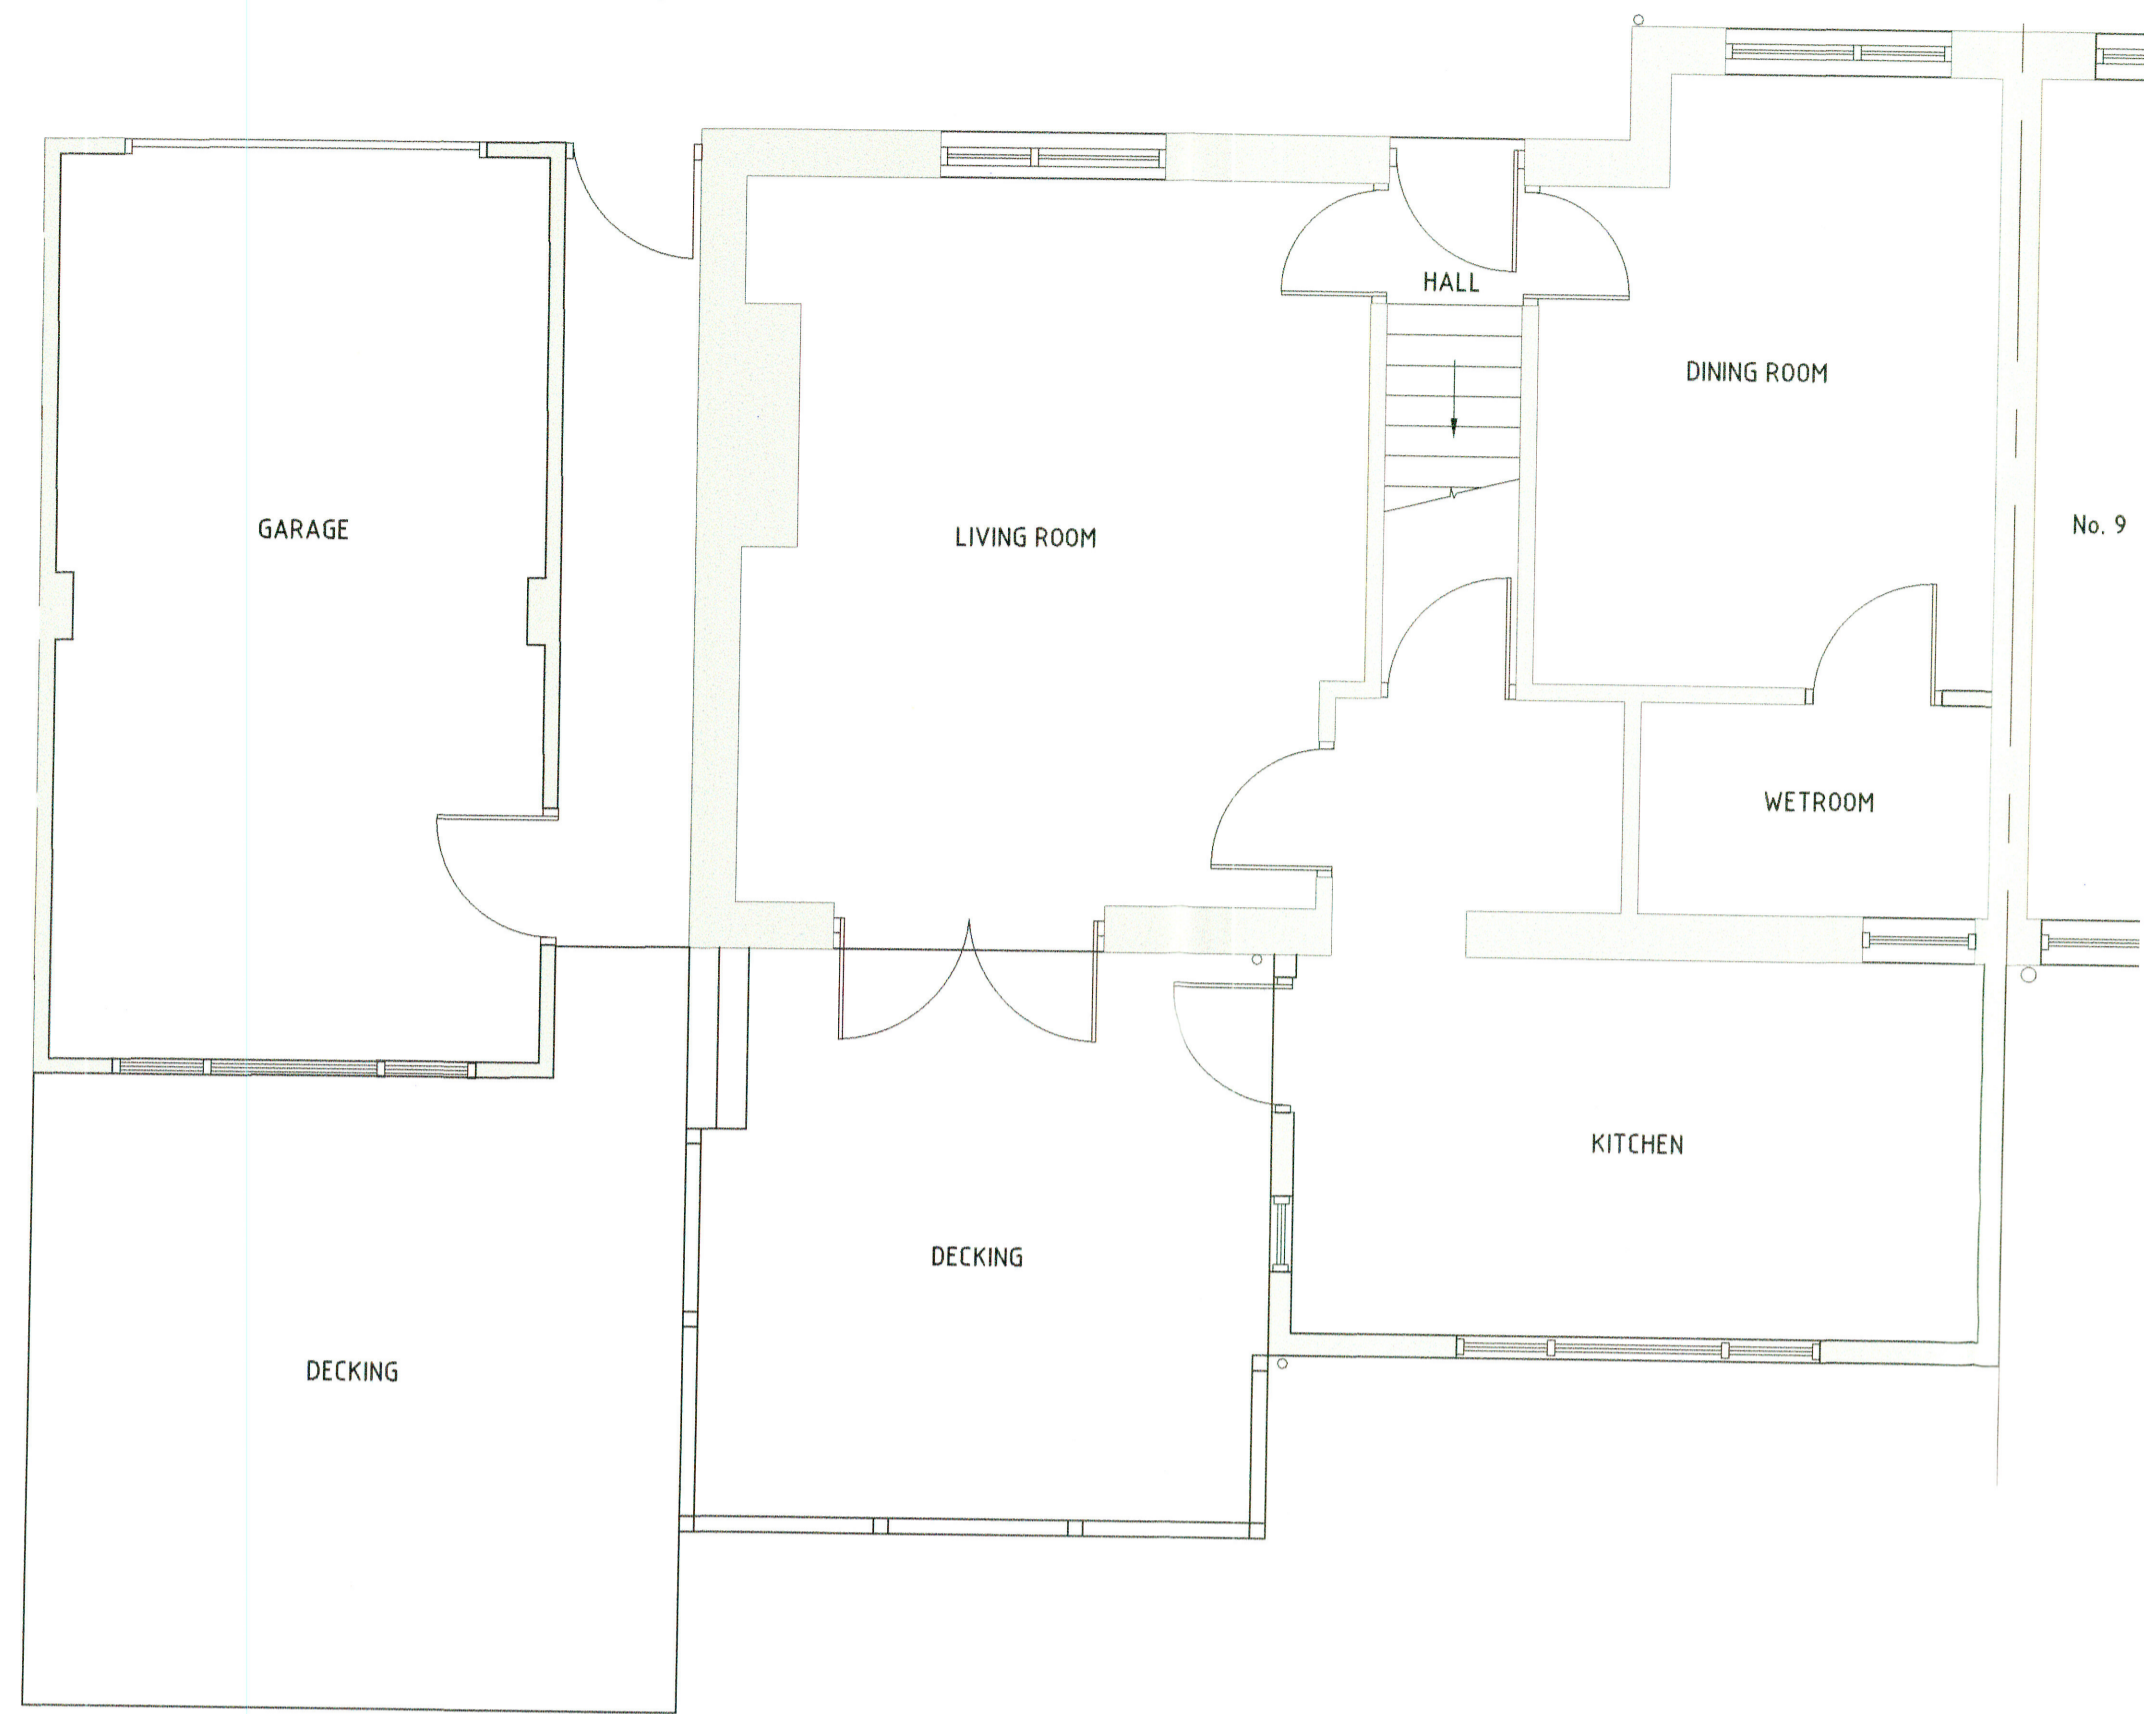 HALL
DINING ROOM
GARAGE
LIVING ROOM
No. 9
WETROOM
KITCHEN
DECKING
DECKING